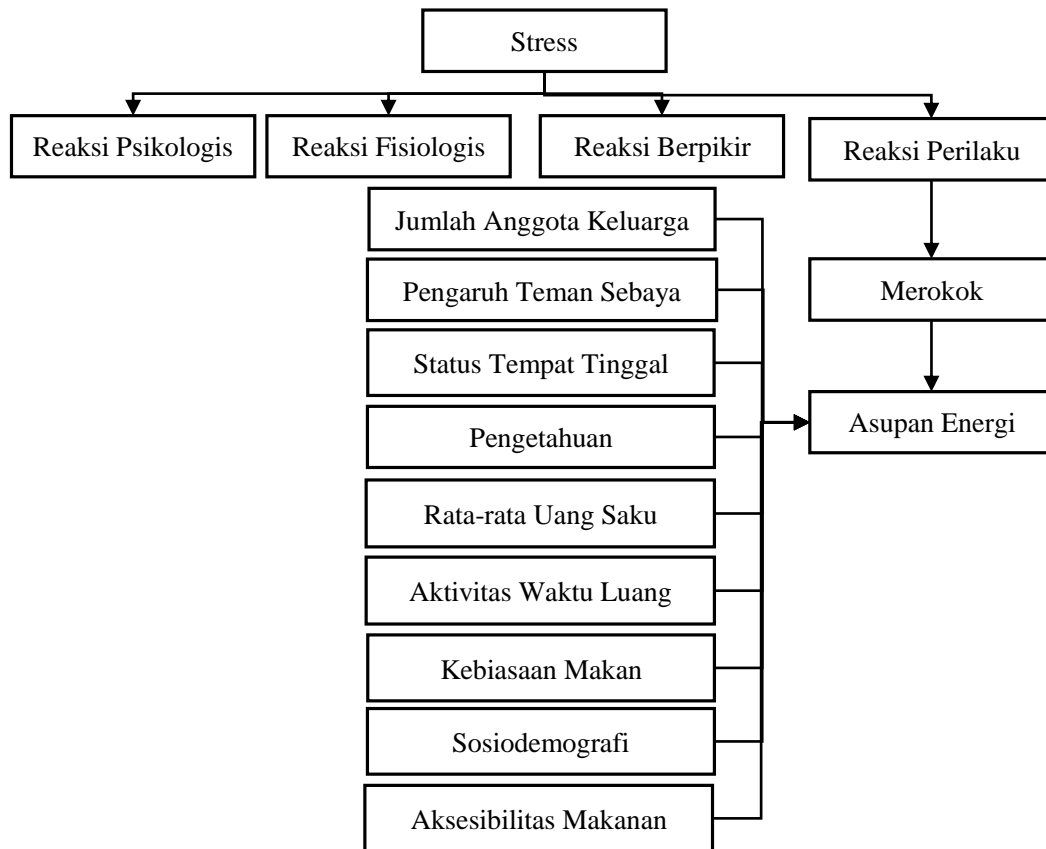 Stress
Reaksi Psikologis
Reaksi Fisiologis
Reaksi Berpikir
Reaksi Perilaku
Jumlah Anggota Keluarga
Pengaruh Teman Sebaya
Merokok
Status Tempat Tinggal
Asupan Energi
Pengetahuan
Rata-rata Uang Saku
Aktivitas Waktu Luang
Kebiasaan Makan
Sosiodemografi
Aksesibilitas Makanan